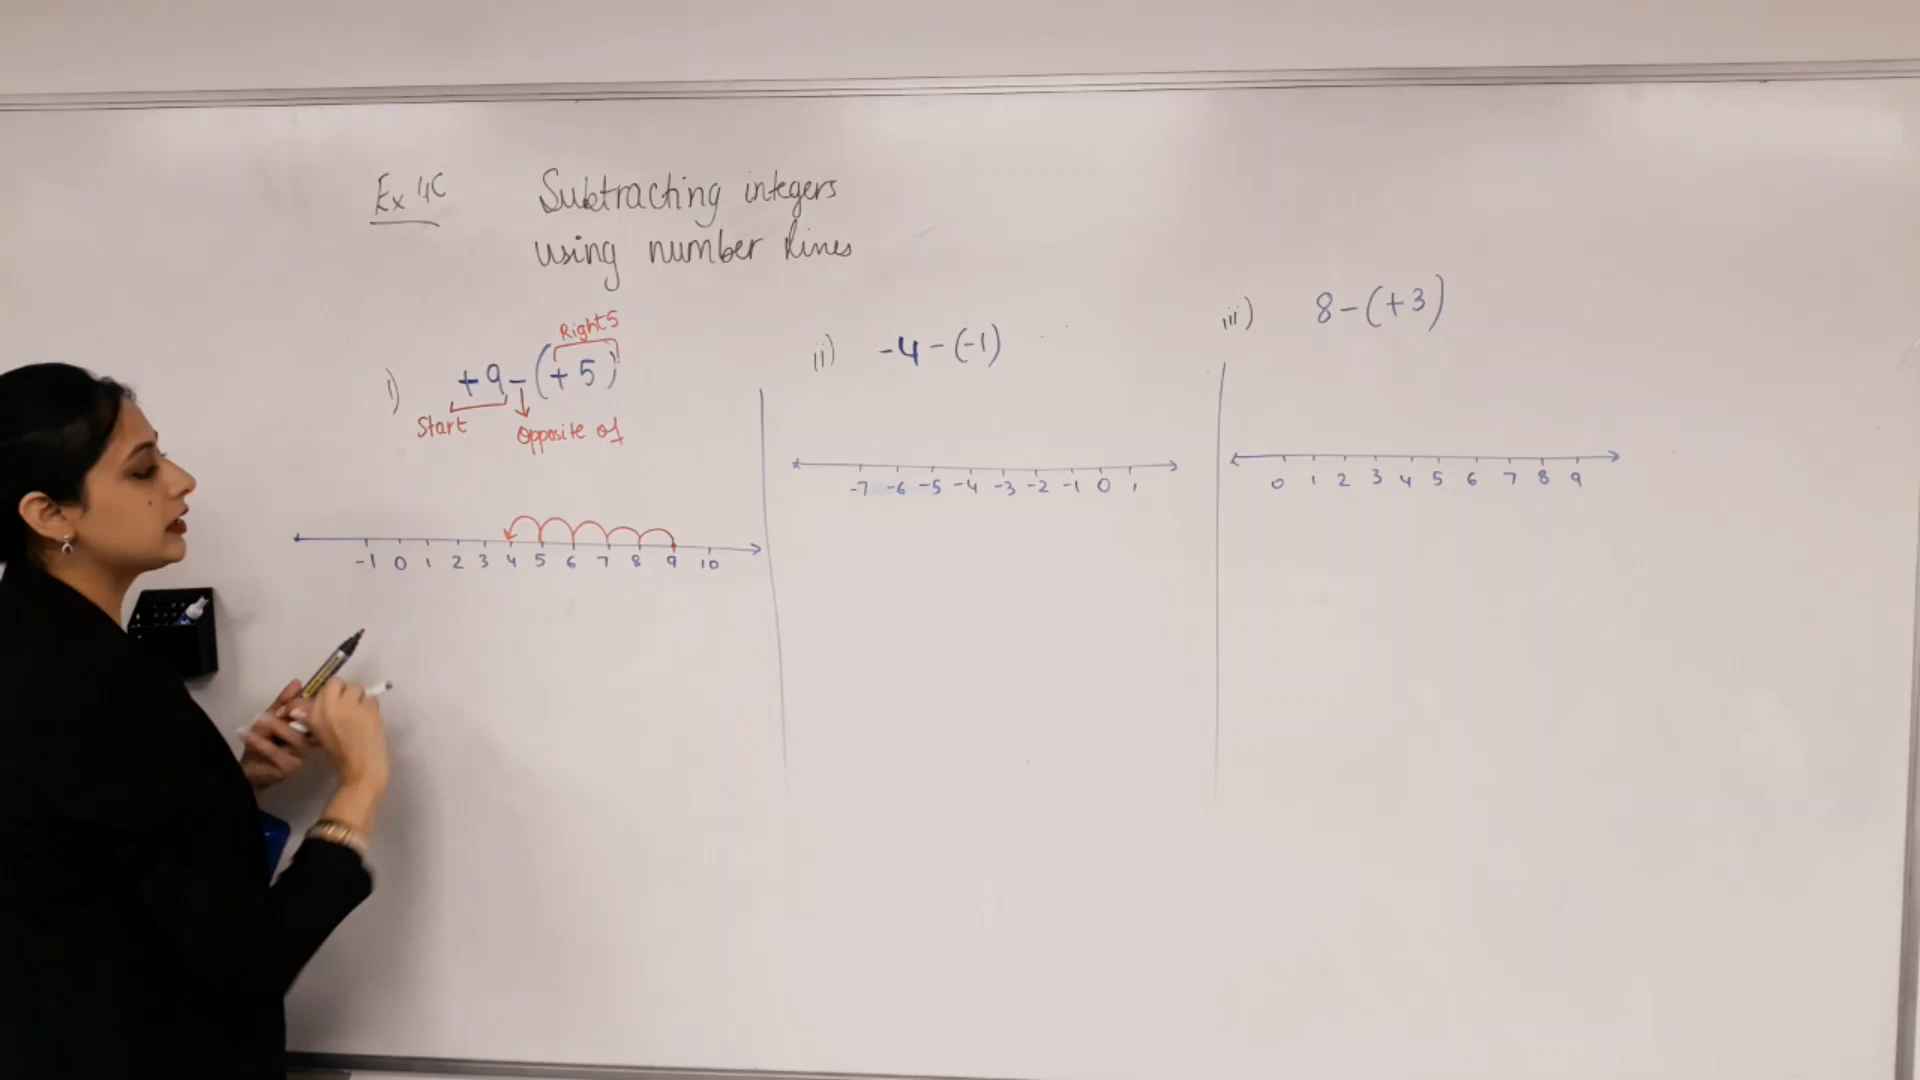 Ex 4C
Subtracting integers
using number lines
i) +9-(+5)
Right 5
Start
Opposite of
-1 0 1 2 3 4 5 6 7 8 9 10
ii) -4-(-1)
-7 -6 -5 -4 -3 -2 -1 0 1
iii) 8-(+3)
0 1 2 3 4 5 6 7 8 9